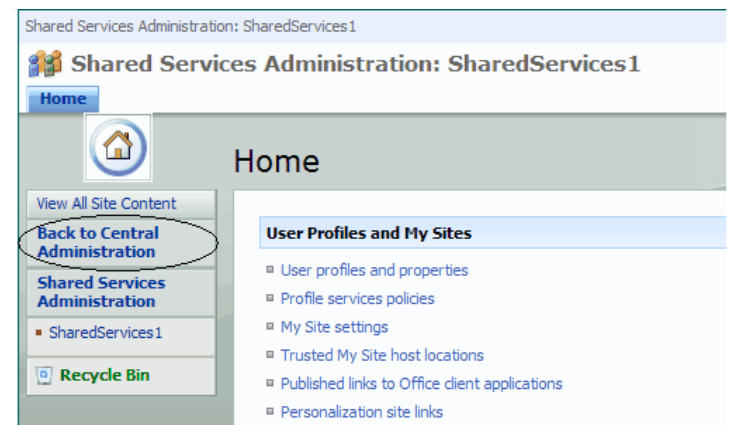 Shared Services Administration: SharedServices1
Shared Services Administration: SharedServices1
Home
Home
View All Site Content
Back to Central
Administration
Shared Services
Administration
SharedServices1
Recycle Bin
User Profiles and My Sites
User profiles and properties
Profile services policies
My Site settings
Trusted My Site host locations
Published links to Office client applications
Personalization site links